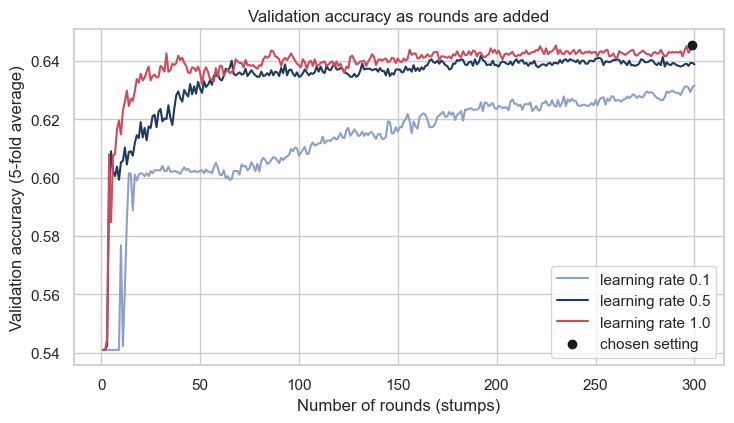 Validation accuracy as rounds are added
Validation accuracy (5-fold average)
0.64
0.62
0.60
0.58
0.56
0.54
0
50
100
150
200
250
300
Number of rounds (stumps)
learning rate 0.1
learning rate 0.5
learning rate 1.0
chosen setting